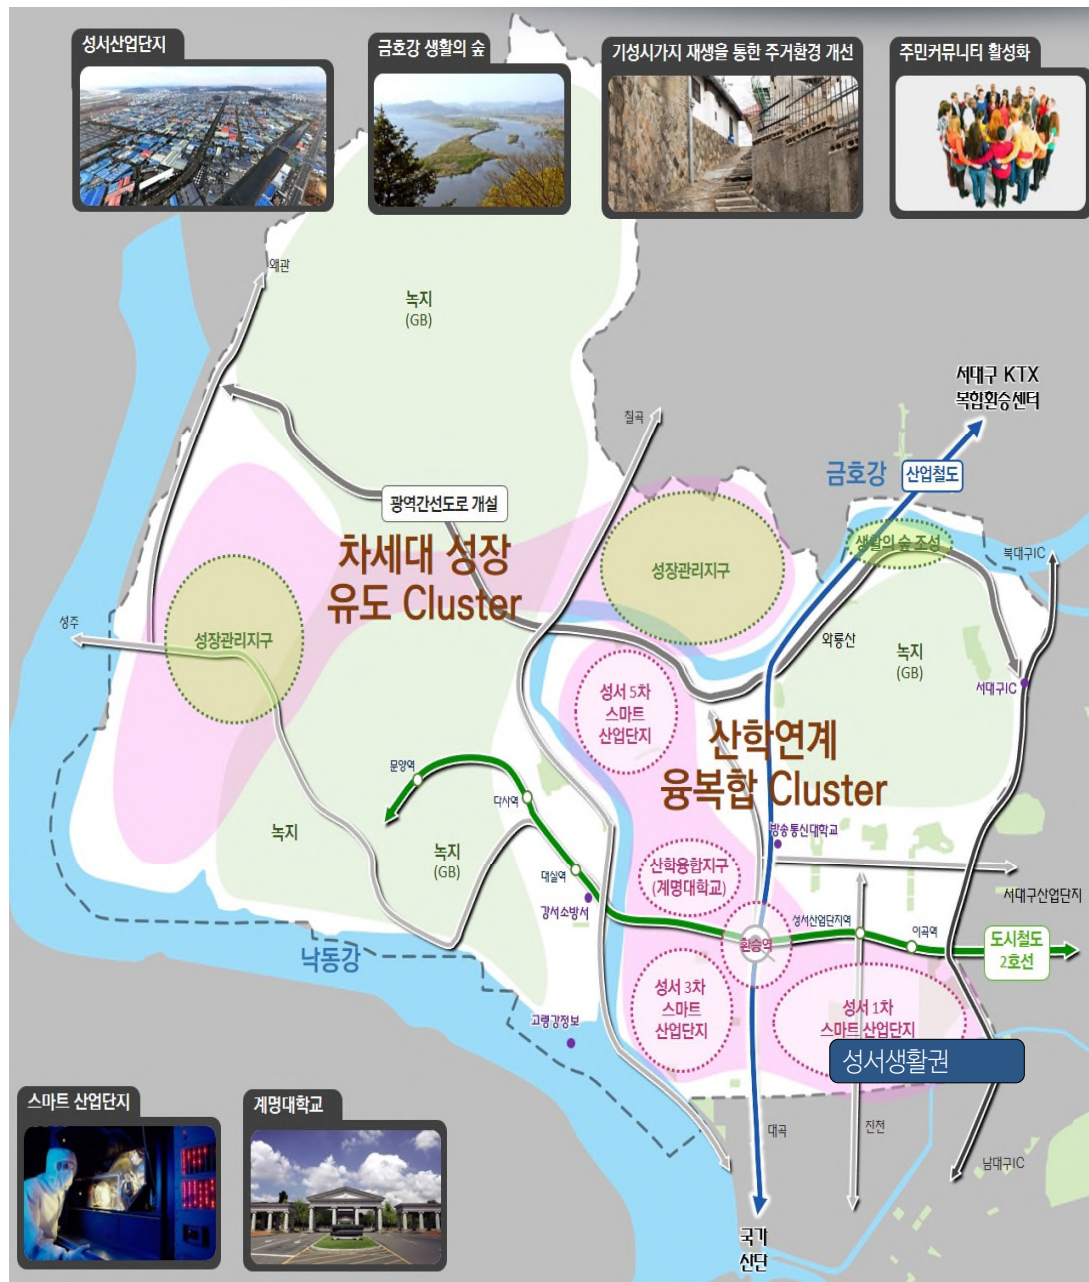 성서산업단지
금호강 생활의 숲
기성시가지 재생을 통한 주거환경 개선
주민커뮤니티 활성화
왜관
녹지
(GB)
서대구 KTX
복합환승센터
칠곡
금호강
산업철도
광역간선도로 개설
차세대 성장
유도 Cluster
성장관리지구
생활의 숲 조성
북대구IC
성주
성장관리지구
와룡산
녹지
(GB)
서대구IC
성서 5차
스마트
산업단지
산학연계
융복합 Cluster
문양역
다사역
방송통신대학교
녹지
녹지
(GB)
대실역
산학융합지구
(계명대학교)
강서소방서
서대구산업단지
성서산업단지역
이곡역
환승역
도시철도
2호선
낙동강
성서 3차
스마트
산업단지
성서 1차
스마트 산업단지
고령강정보
성서생활권
스마트 산업단지
계명대학교
대곡
진천
남대구IC
국가
산단